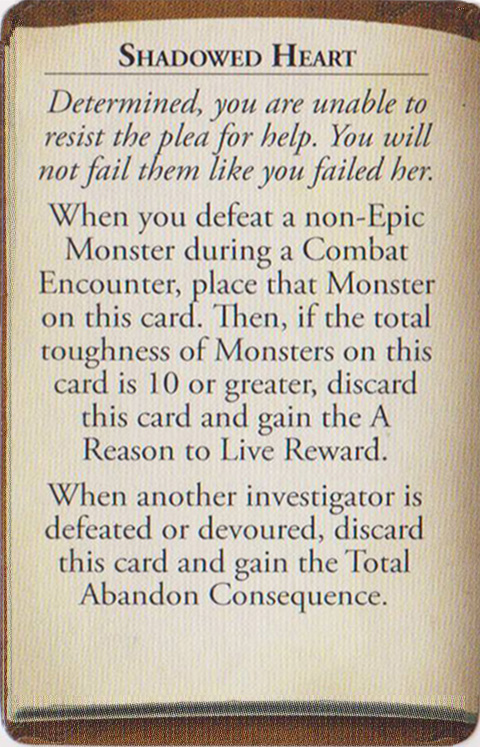 Shadowed Heart
Determined, you are unable to
resist the plea for help. You will
not fail them like you failed her.
When you defeat a non-Epic
Monster during a Combat
Encounter, place that Monster
on this card. Then, if the total
toughness of Monsters on this
card is 10 or greater, discard
this card and gain the A
Reason to Live Reward.
When another investigator is
defeated or devoured, discard
this card and gain the Total
Abandon Consequence.